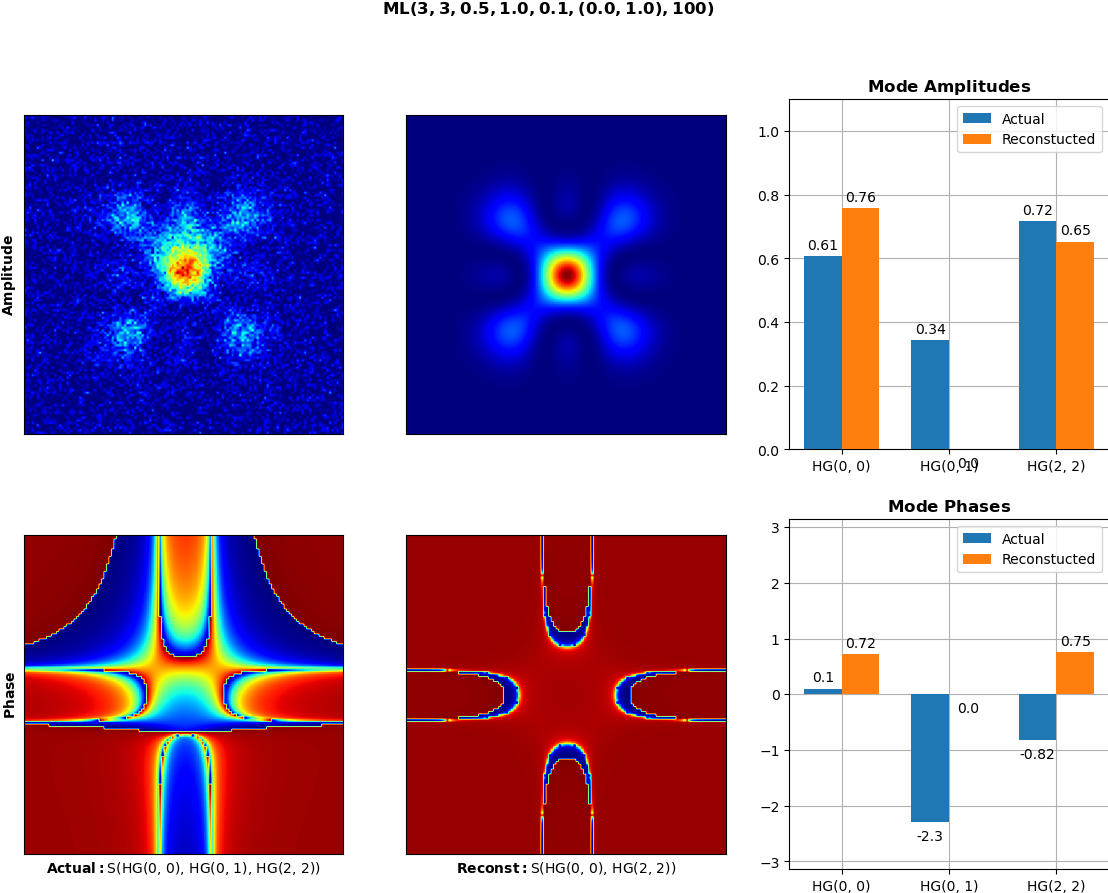 ML(3, 3, 0.5, 1.0, 0.1, (0.0, 1.0), 100)
Amplitude
Mode Amplitudes
Actual
Reconstucted
1.0
0.8
0.6
0.4
0.2
0.0
0.61
0.76
0.34
0.0
0.72
0.65
HG(0, 0)
HG(0, 1)
HG(2, 2)
Phase
Actual: S(HG(0, 0), HG(0, 1), HG(2, 2))
Reconst: S(HG(0, 0), HG(2, 2))
Mode Phases
Actual
Reconstucted
3
2
1
0
−1
−2
−3
0.1
0.72
-2.3
0.0
-0.82
0.75
HG(0, 0)
HG(0, 1)
HG(2, 2)